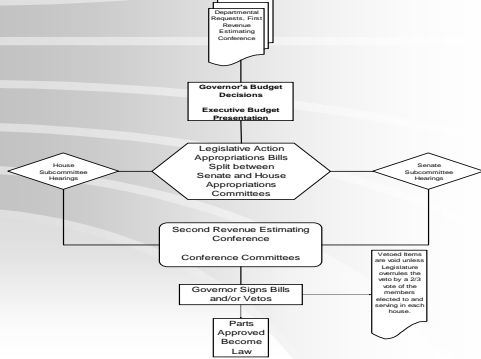 Departmental
Requests, First
Revenue
Estimating
Conference
Governor's Budget
Decisions
Executive Budget
Presentation
Legislative Action
Appropriations Bills
Split between
Senate and House
Appropriations
Committees
House
Subcommittee
Hearings
Senate
Subcommittee
Hearings
Second Revenue Estimating
Conference
Conference Committees
Governor Signs Bills
and/or Vetos
Vetoed Items
are void unless
Legislature
overrules the
veto by a 2/3
vote of the
members
elected to and
serving in each
house.
Parts
Approved
Become
Law